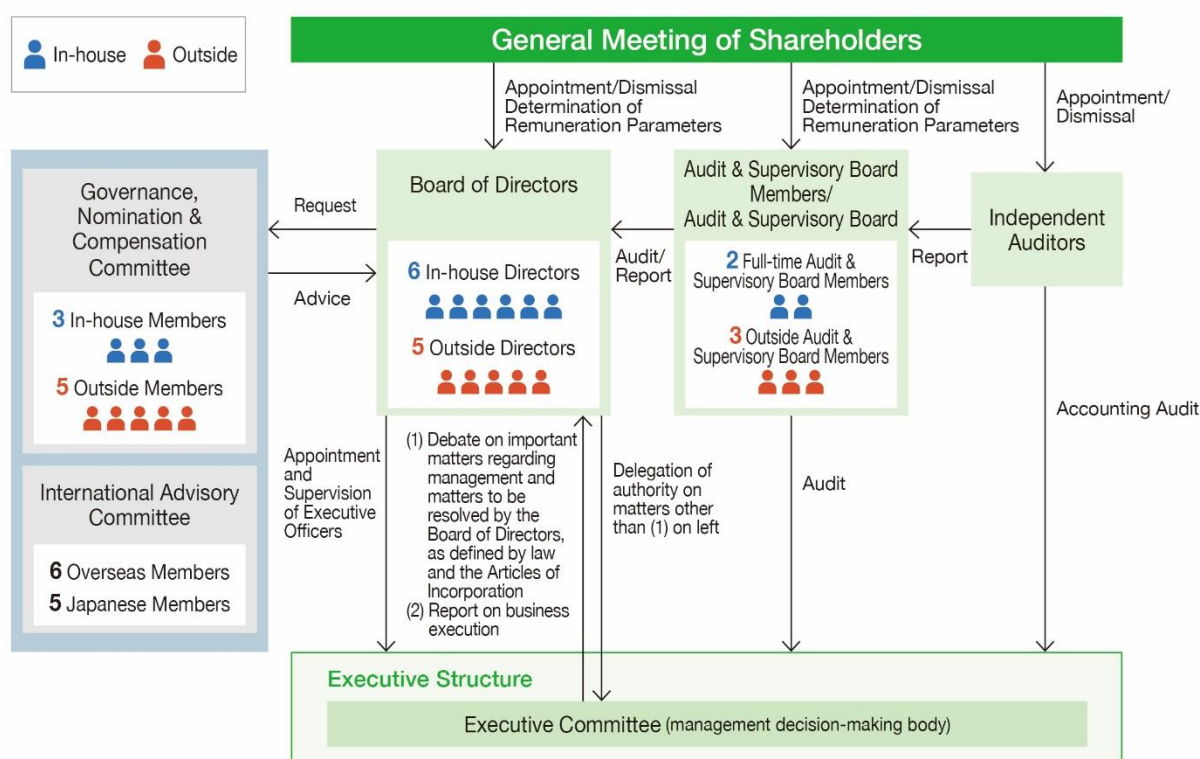 In-house
Outside
General Meeting of Shareholders
Appointment/Dismissal
Determination of
Remuneration Parameters
Appointment/Dismissal
Determination of
Remuneration Parameters
Appointment/
Dismissal
Governance,
Nomination &
Compensation
Committee
3 In-house Members
5 Outside Members
International Advisory
Committee
6 Overseas Members
5 Japanese Members
Request
Advice
Board of Directors
6 In-house Directors
5 Outside Directors
Audit/
Report
Audit & Supervisory Board
Members/
Audit & Supervisory Board
2 Full-time Audit &
Supervisory Board Members
3 Outside Audit &
Supervisory Board Members
Report
Independent
Auditors
Appointment
and
Supervision
of Executive
Officers
(1) Debate on important
matters regarding
management and
matters to be
resolved by the
Board of Directors,
as defined by law
and the Articles of
Incorporation
(2) Report on business
execution
Delegation of
authority on
matters other
than (1) on left
Audit
Accounting Audit
Executive Structure
Executive Committee (management decision-making body)